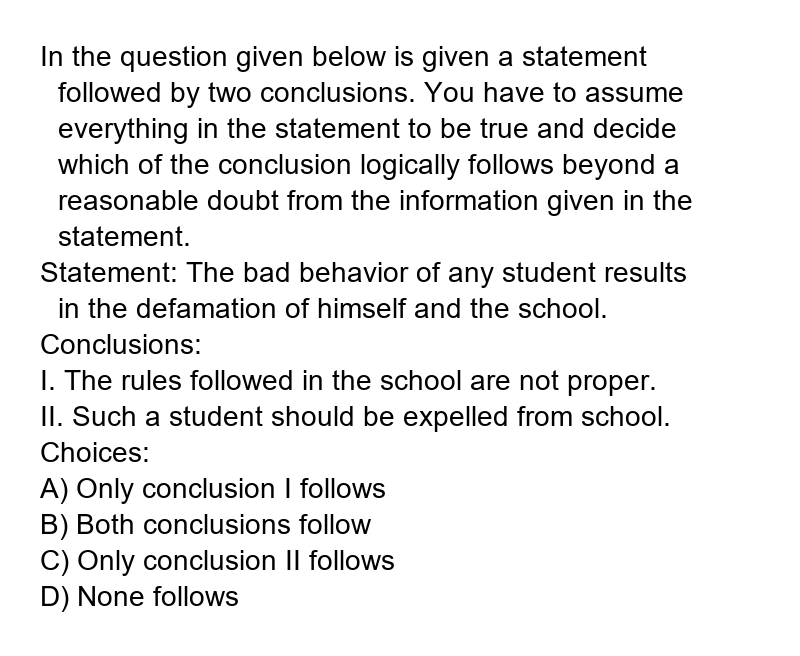 In the question given below is given a statement
followed by two conclusions. You have to assume
everything in the statement to be true and decide
which of the conclusion logically follows beyond a
reasonable doubt from the information given in the
statement.
Statement: The bad behavior of any student results
in the defamation of himself and the school.
Conclusions:
I. The rules followed in the school are not proper.
II. Such a student should be expelled from school.
Choices:
A) Only conclusion I follows
B) Both conclusions follow
C) Only conclusion II follows
D) None follows